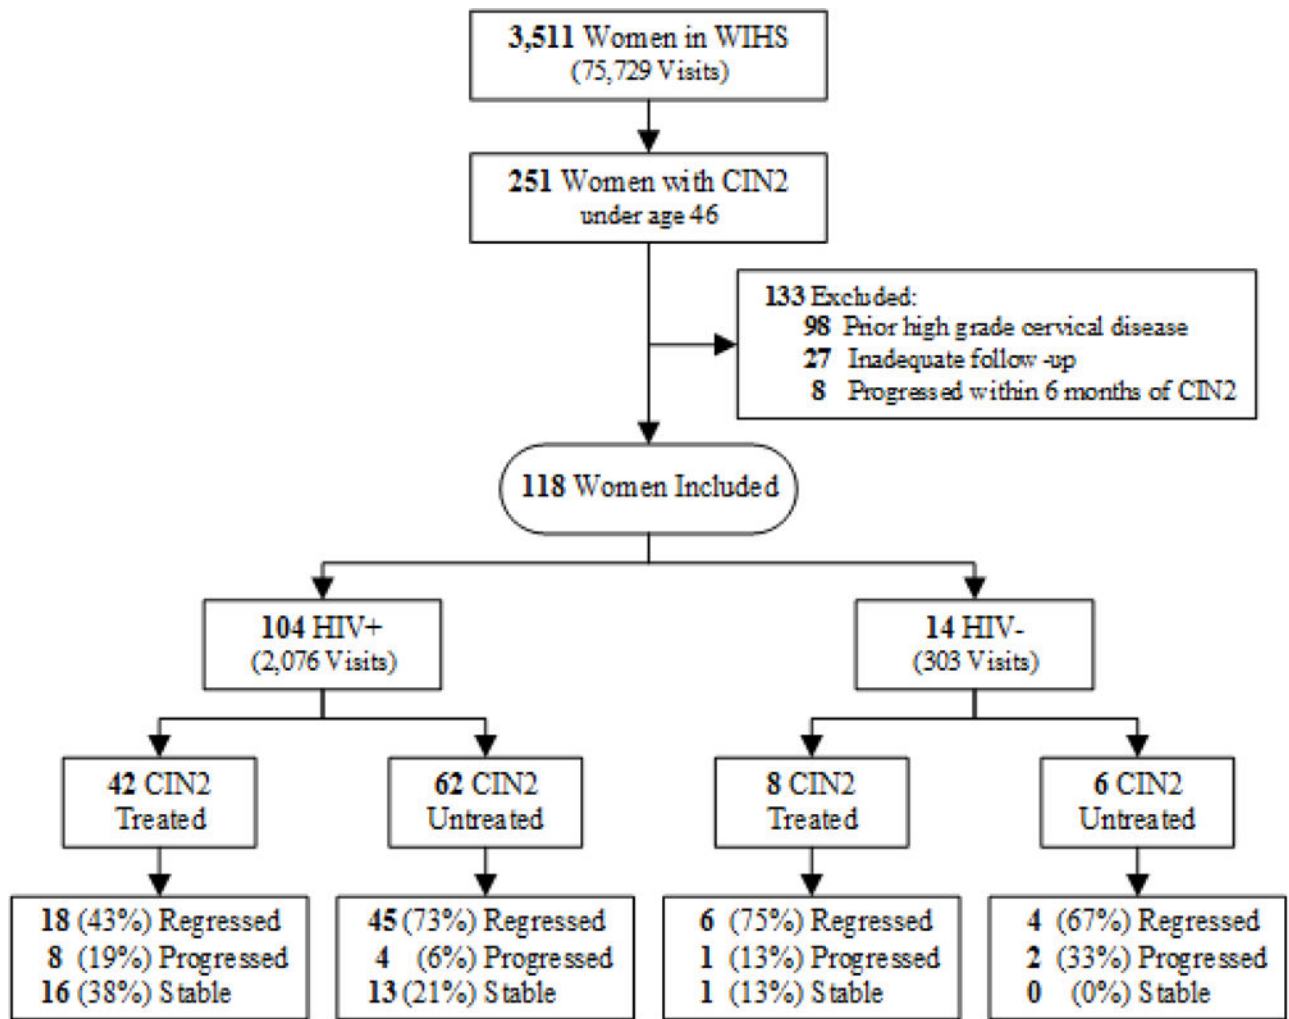 3,511 Women in WIHS
(75,729 Visits)
251 Women with CIN2
under age 46
133 Excluded:
98 Prior high grade cervical disease
27 Inadequate follow -up
8 Progressed within 6 months of CIN2
118 Women Included
104 HIV+
(2,076 Visits)
14 HIV-
(303 Visits)
42 CIN2
Treated
62 CIN2
Untreated
8 CIN2
Treated
6 CIN2
Untreated
18 (43%) Regressed
8 (19%) Progressed
16 (38%) Stable
45 (73%) Regressed
4 (6%) Progressed
13 (21%) Stable
6 (75%) Regressed
1 (13%) Progressed
1 (13%) Stable
4 (67%) Regressed
2 (33%) Progressed
0 (0%) Stable